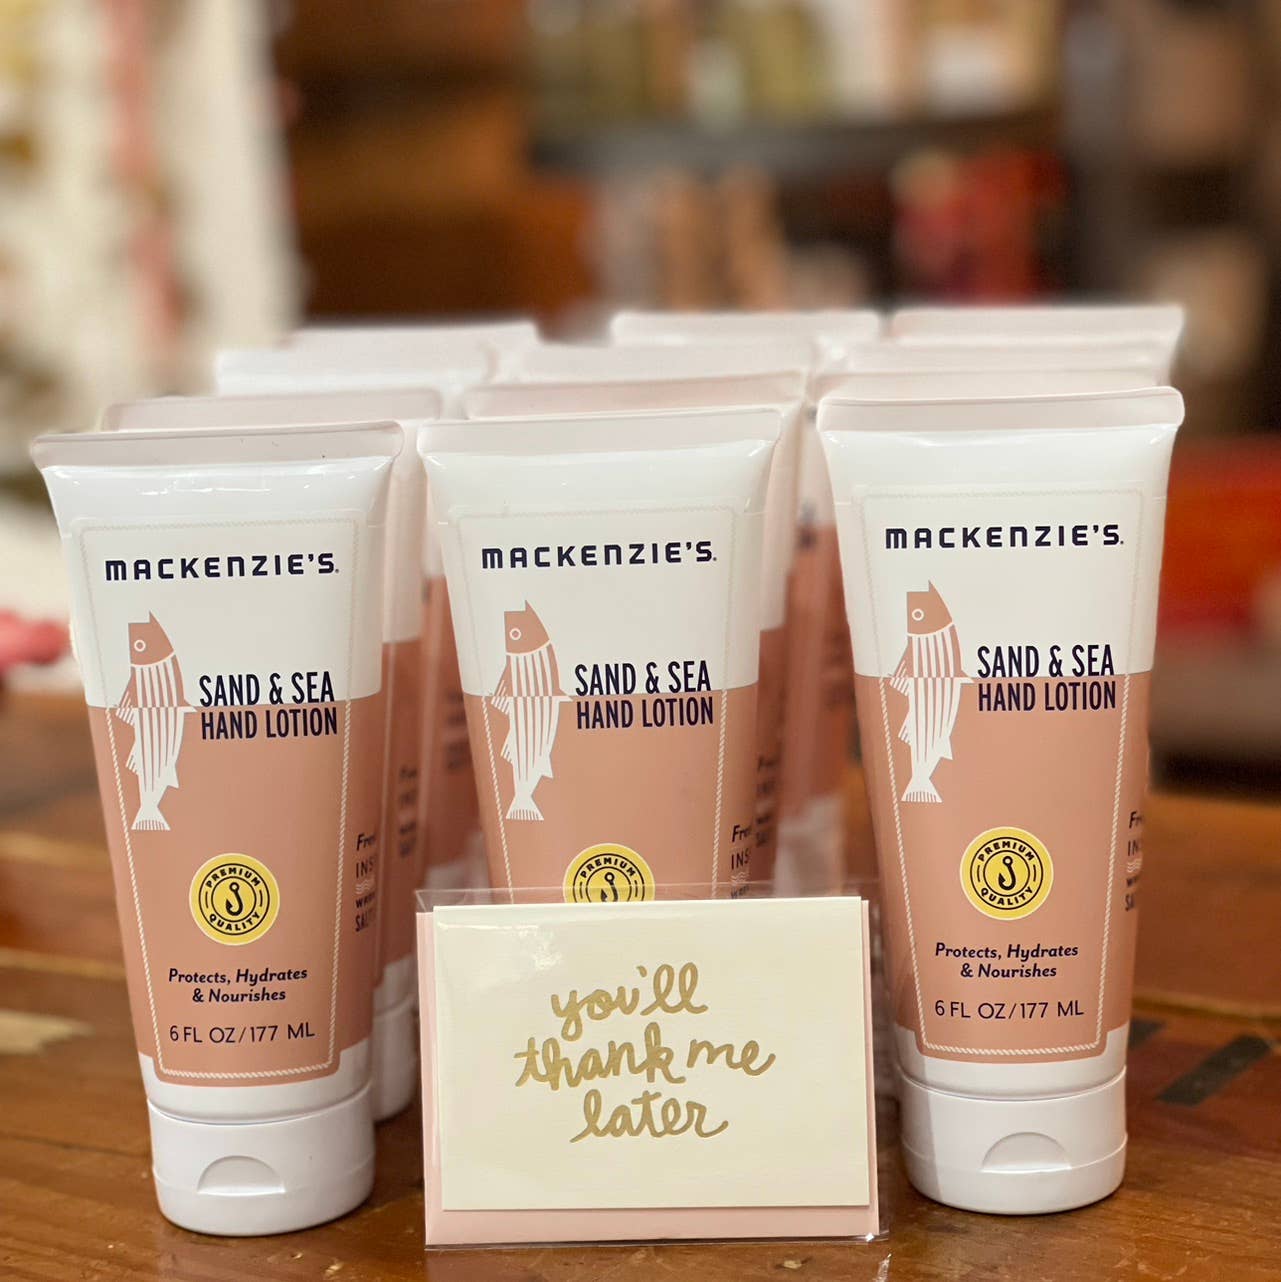 MACKENZIE'S®
SAND & SEA
HAND LOTION
PREMIUM
QUALITY
Protects, Hydrates
& Nourishes
6 FL OZ/177 ML
MACKENZIE'S®
SAND & SEA
HAND LOTION
PREMIUM
MACKENZIE'S®
SAND & SEA
HAND LOTION
PREMIUM
QUALITY
Protects, Hydrates
& Nourishes
6 FL OZ/177 ML
you'll
thank me
later